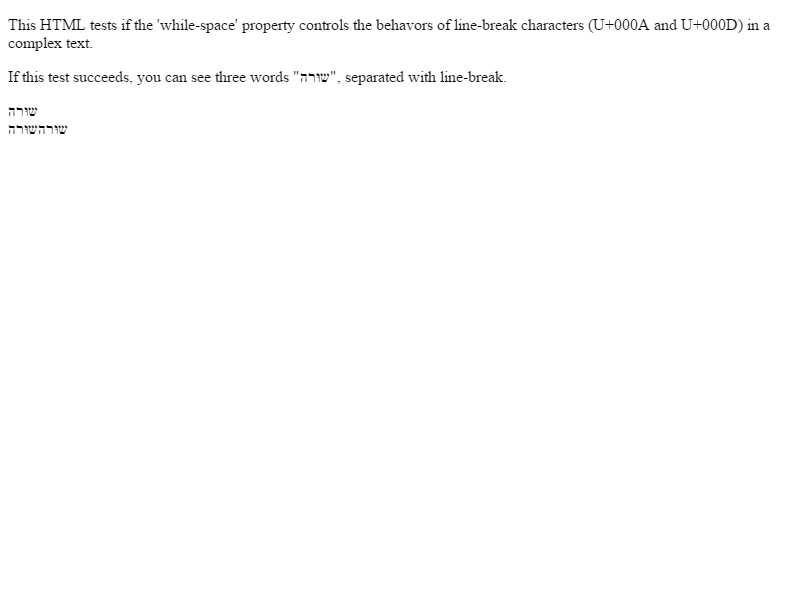 This HTML tests if the 'while-space' property controls the behavors of line-break characters (U+000A and U+000D) in a
complex text.
If this test succeeds, you can see three words "שורה", separated with line-break.
שורה
שורהשורה